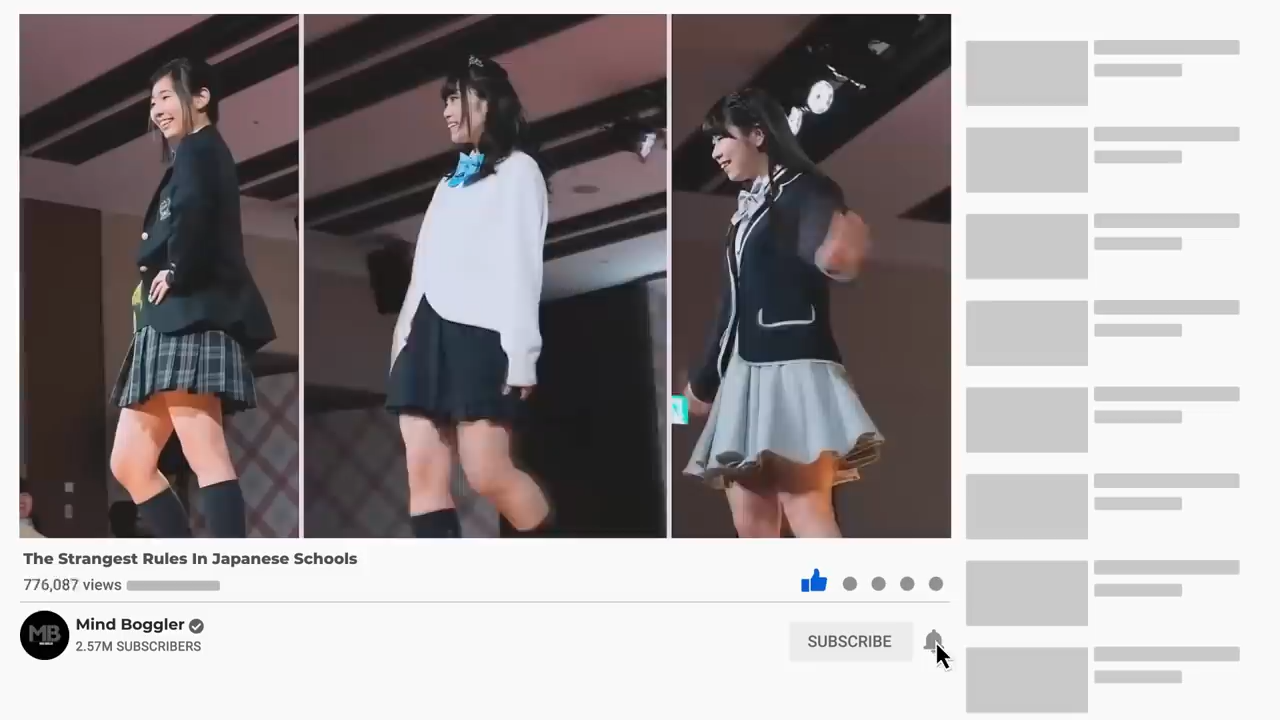 The Strangest Rules In Japanese Schools
776,087 views
MB
Mind Boggler
2.57M SUBSCRIBERS
SUBSCRIBE